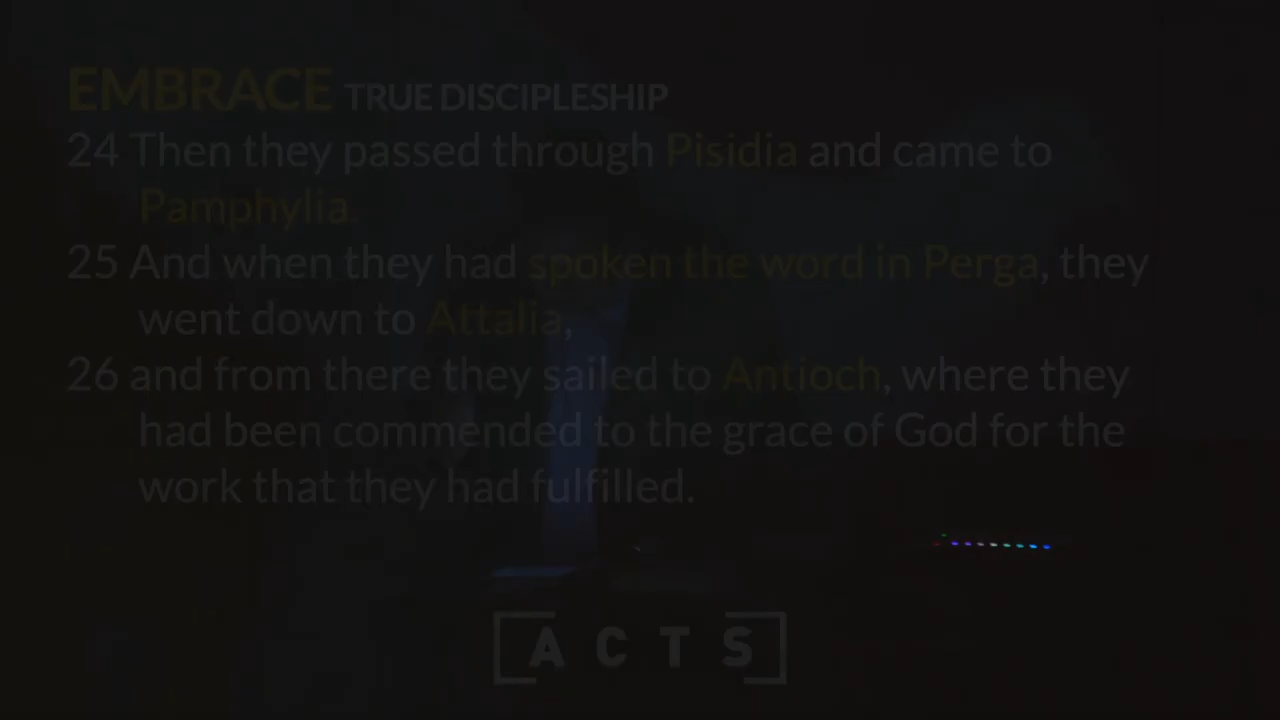 EMBRACE TRUE DISCIPLESHIP
24 Then they passed through Pisidia and came to
Pamphylia.
25 And when they had spoken the word in Perga, they
went down to Attalia,
26 and from there they sailed to Antioch, where they
had been commended to the grace of God for the
work that they had fulfilled.
ACTS